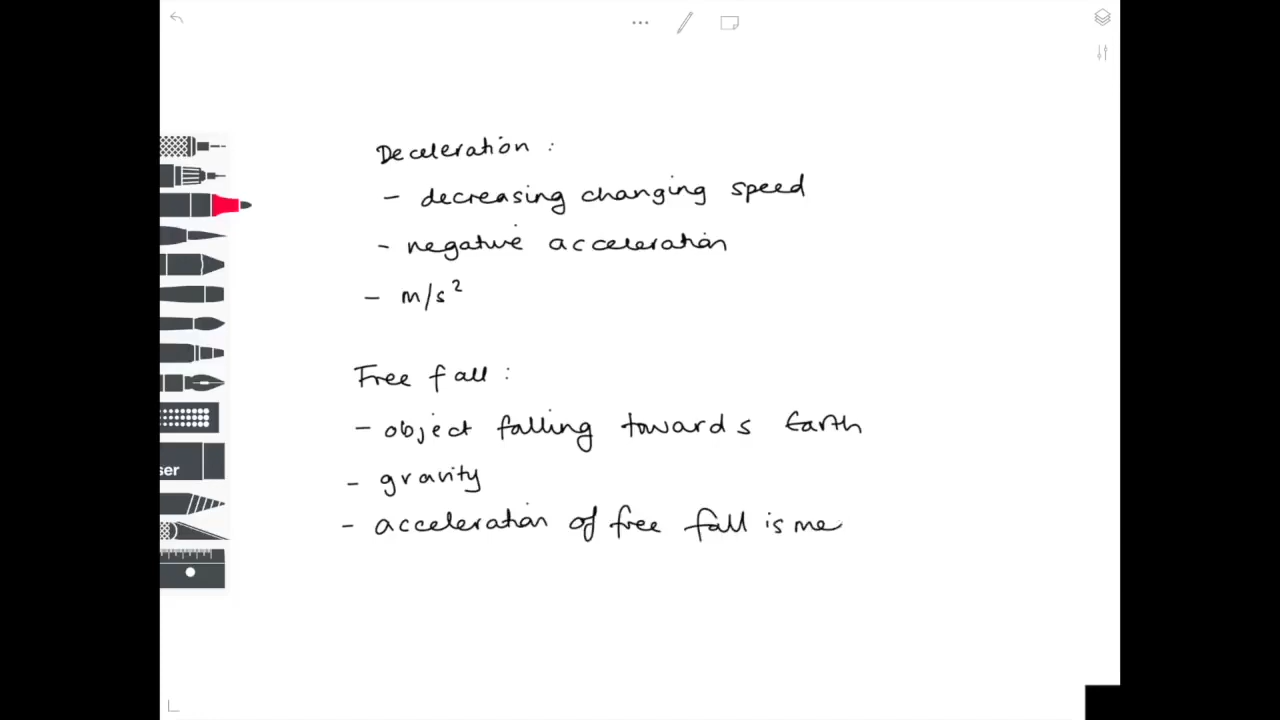 Deceleration :
- decreasing changing speed
- negative acceleration
- m/s²
Free fall :
- object falling towards Earth
- gravity
- acceleration of free fall is me
ser